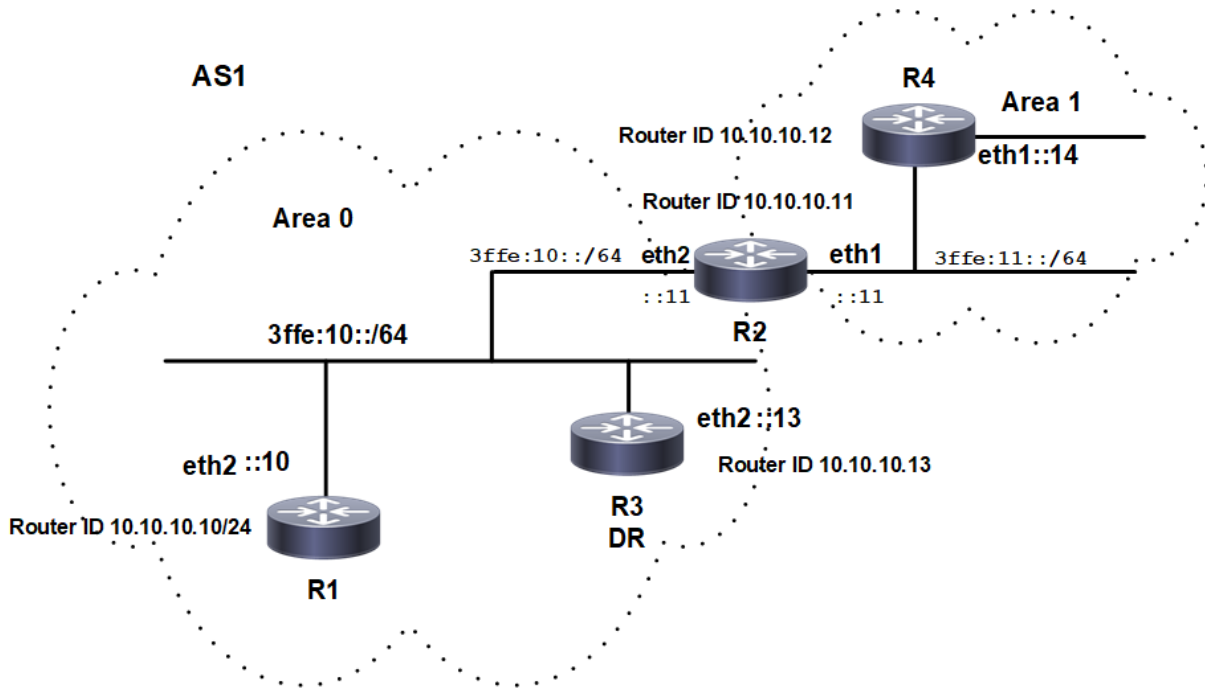 AS1
R4
Area 1
Router ID 10.10.10.12
eth1::14
Router ID 10.10.10.11
Area 0
3ffe:10::/64
eth2
eth1
3ffe:11::/64
::11
::11
R2
3ffe:10::/64
eth2 ::13
eth2 ::10
Router ID 10.10.10.13
R3
DR
Router ID 10.10.10.10/24
R1